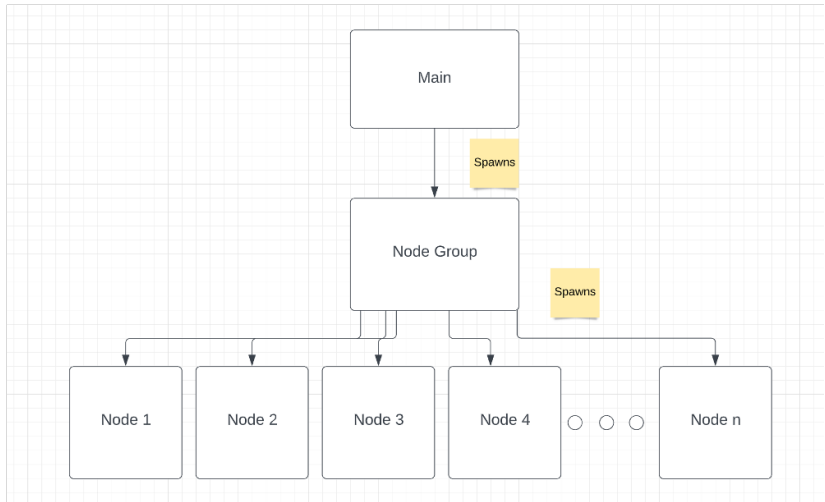 Main
Spawns
Node Group
Spawns
Node 1
Node 2
Node 3
Node 4
Node n